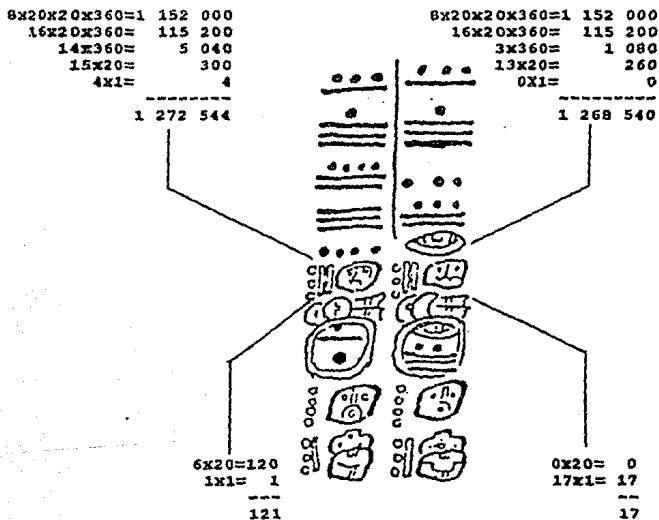 8x20x20x360=1 152 000
16x20x360= 115 200
14x360= 5 040
15x20= 300
4x1= 4
1 272 544
8x20x20x360=1 152 000
16x20x360= 115 200
3x360= 1 080
13x20= 260
0X1= 0
1 268 540
6x20=120
1x1= 1
121
0x20= 0
17x1= 17
17